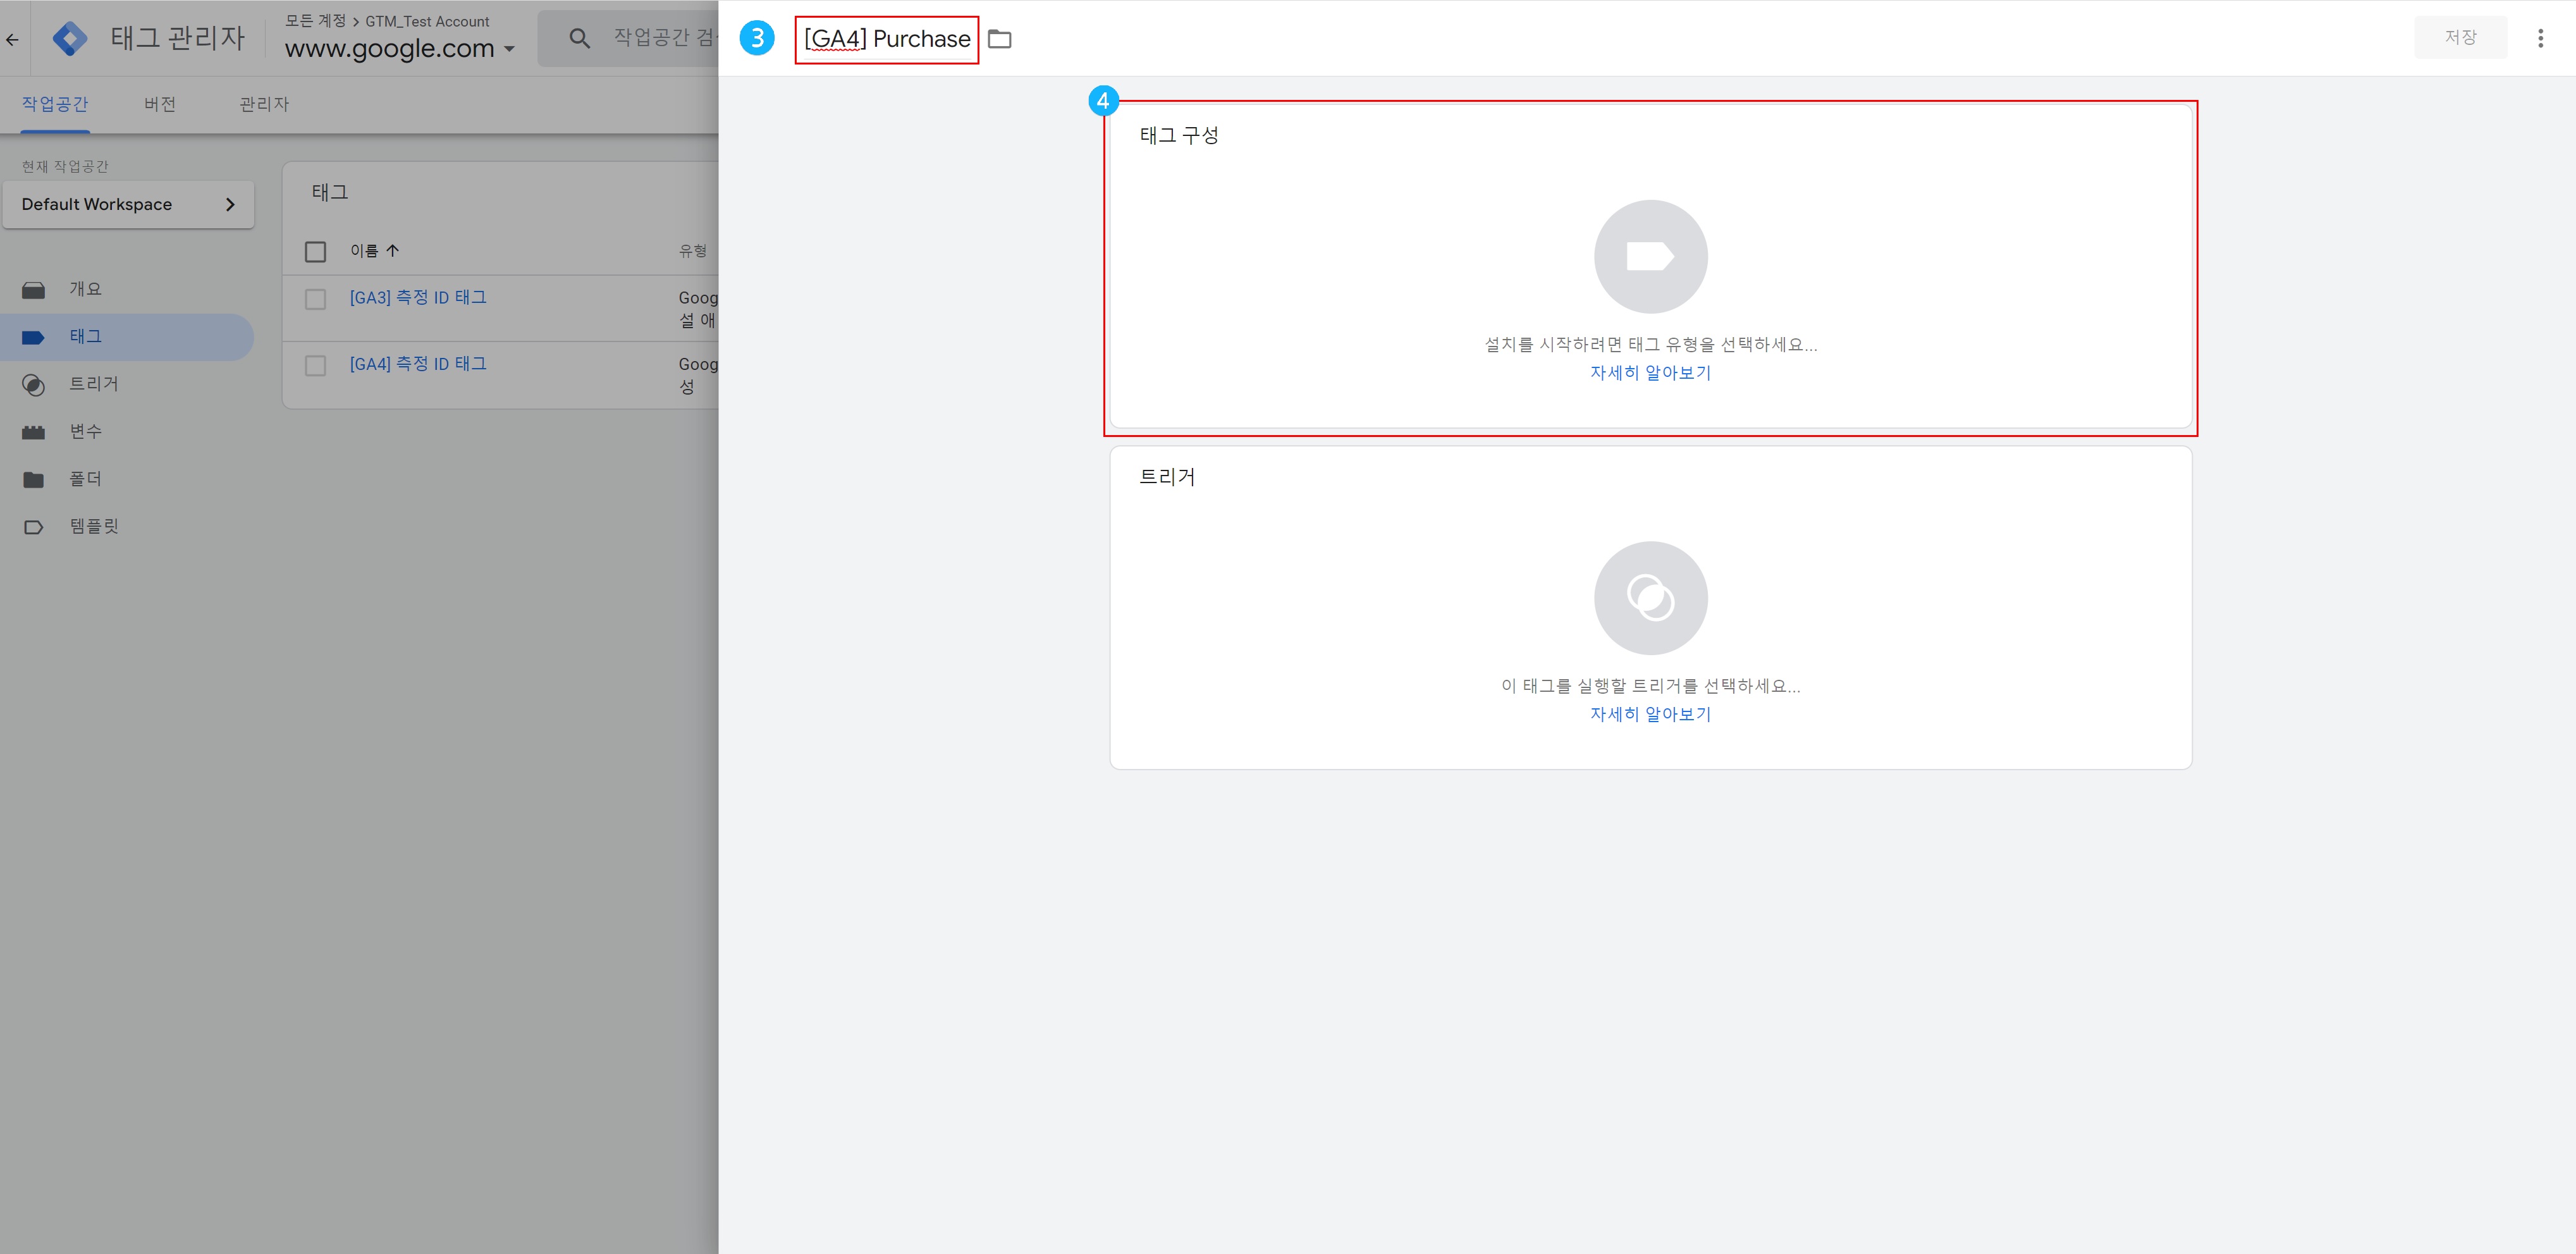 모든 계정 > GTM_Test Account
태그 관리자
www.google.com
작업공간 검
작업공간
버전
관리자
현재 작업공간
Default Workspace
개요
태그
트리거
변수
폴더
템플릿
태그
이름
유형
[GA3] 측정 ID 태그
Goog
설 애
[GA4] 측정 ID 태그
Goog
성
3
[GA4] Purchase
저장
4
태그 구성
설치를 시작하려면 태그 유형을 선택하세요...
자세히 알아보기
트리거
이 태그를 실행할 트리거를 선택하세요...
자세히 알아보기